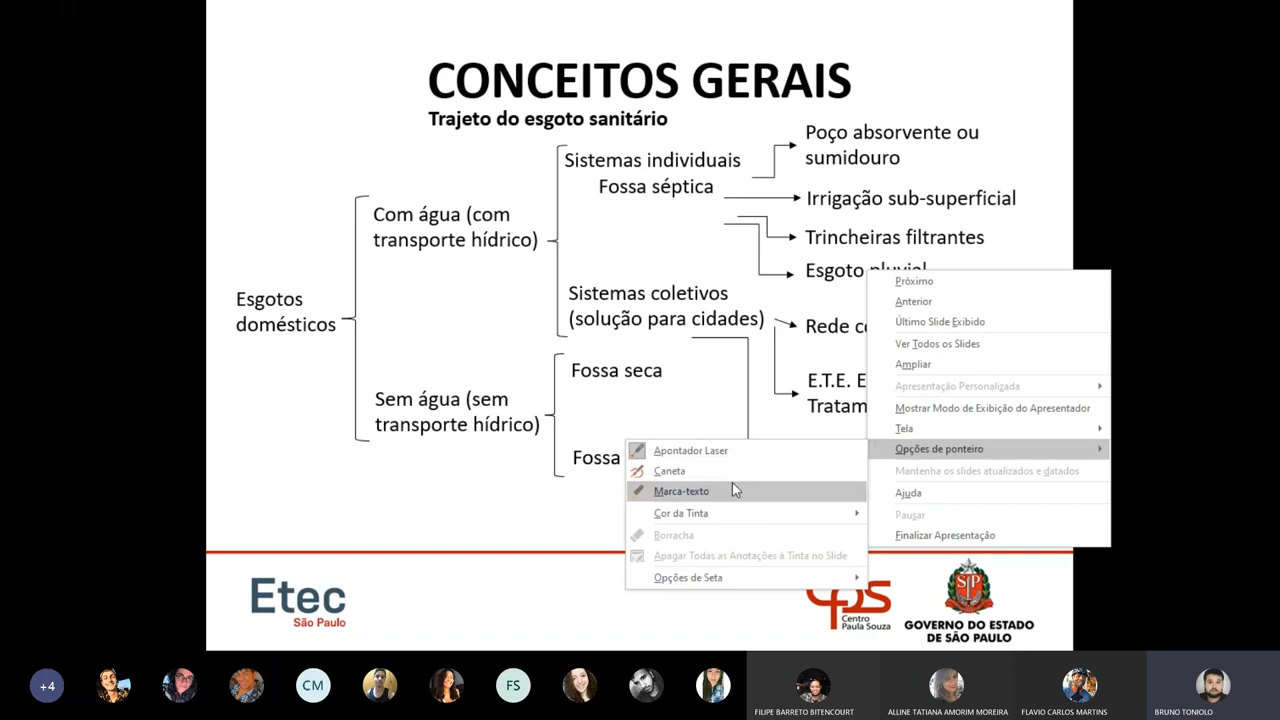 CONCEITOS GERAIS
Trajeto do esgoto sanitário
Esgotos
domésticos
Com água (com
transporte hídrico)
Sem água (sem
transporte hídrico)
Sistemas individuais
Fossa séptica
Sistemas coletivos
(solução para cidades)
Fossa seca
Fossa
Poço absorvente ou
sumidouro
Irrigação sub-superficial
Trincheiras filtrantes
Esgoto pluvial
Rede
E.T.E.
Próximo
Anterior
Último Slide Exibido
Ver Todos os Slides
Ampliar
Apresentação Personalizada
Mostrar Modo de Exibição do Apresentador
Tela
Opções de ponteiro
Mantenha os slides atualizados e datados
Ajuda
Pausar
Finalizar Apresentação
Apontador Laser
Caneta
Marca-texto
Cor da Tinta
Borracha
Apagar Todas as Anotações à Tinta no Slide
Opções de Seta
Etec
São Paulo
cps
Centro
Paula Souza
SP
GOVERNO DO ESTADO
DE SÃO PAULO
+4
CM
FS
FILIPE BARRETO BITENCOURT
ALLINE TATIANA AMORIM MOREIRA
FLAVIO CARLOS MARTINS
BRUNO TONIOLO